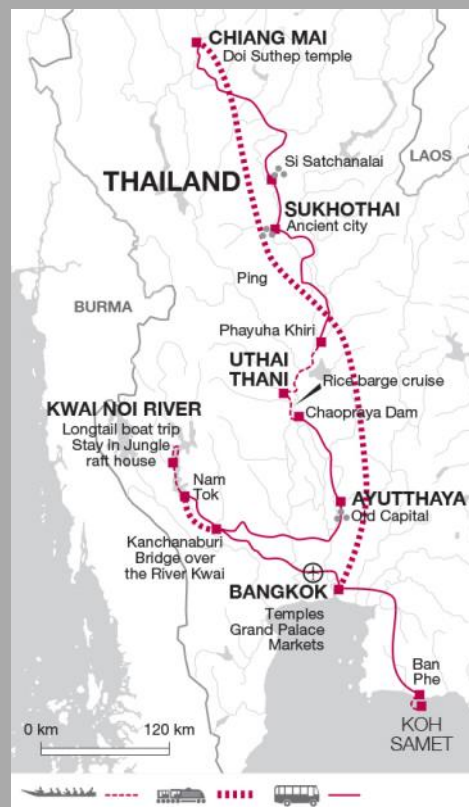 CHIANG MAI
Doi Suthep temple
Si Satchanalai
LAOS
THAILAND
SUKHOTHAI
Ancient city
Ping
BURMA
Phayuha Khiri
UTHAI
THANI
Rice barge cruise
KWAI NOI RIVER
Chaopraya Dam
Longtail boat trip
Stay in Jungle
raft house
Nam
Tok
AYUTTHAYA
Old Capital
Kanchanaburi
Bridge over
the River Kwai
BANGKOK
Temples
Grand Palace
Markets
Ban
Phe
KOH
SAMET
0 km 120 km